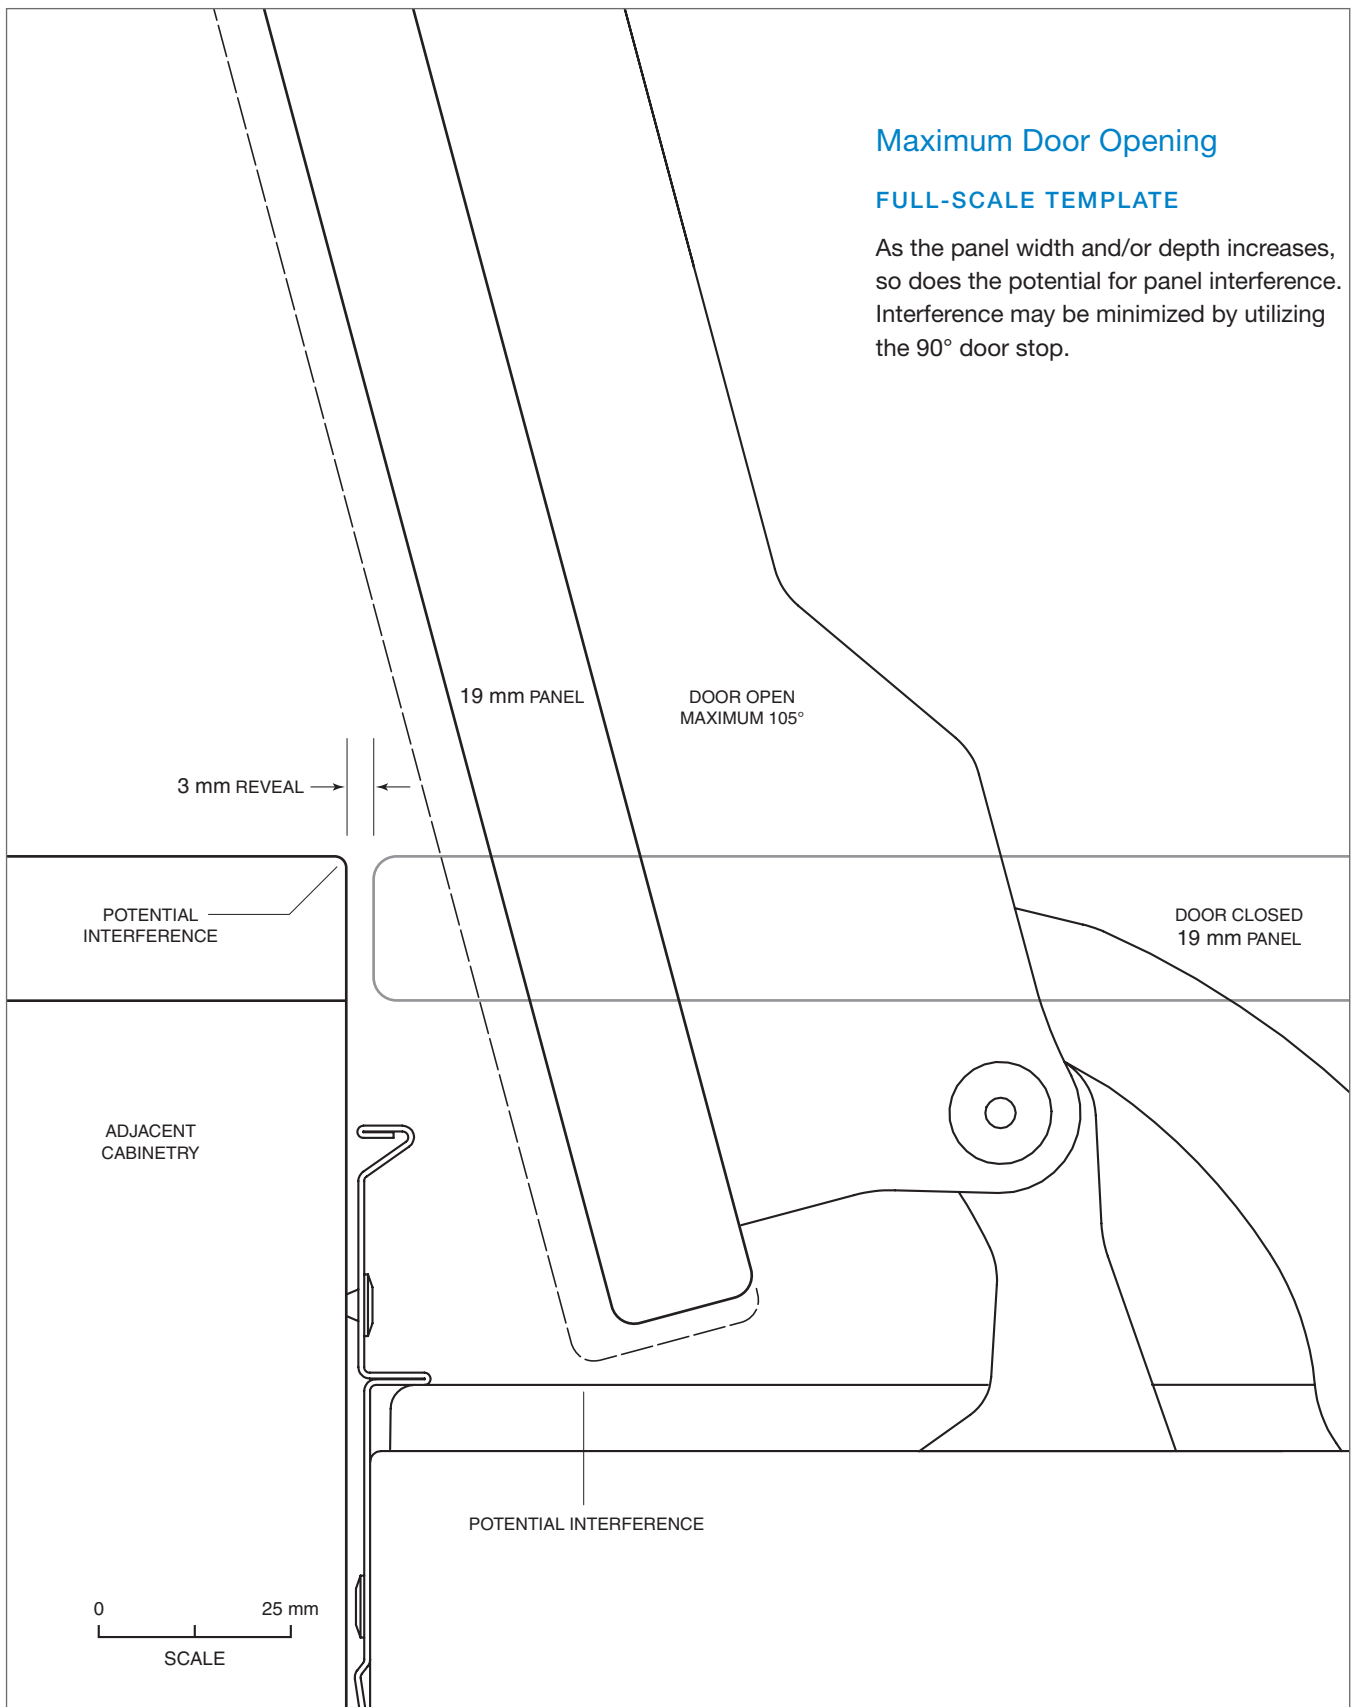 Maximum Door Opening
FULL-SCALE TEMPLATE
As the panel width and/or depth increases,
so does the potential for panel interference.
Interference may be minimized by utilizing
the 90° door stop.
19 mm PANEL
DOOR OPEN
MAXIMUM 105°
3 mm REVEAL
POTENTIAL
INTERFERENCE
DOOR CLOSED
19 mm PANEL
ADJACENT
CABINETRY
POTENTIAL INTERFERENCE
0
25 mm
SCALE